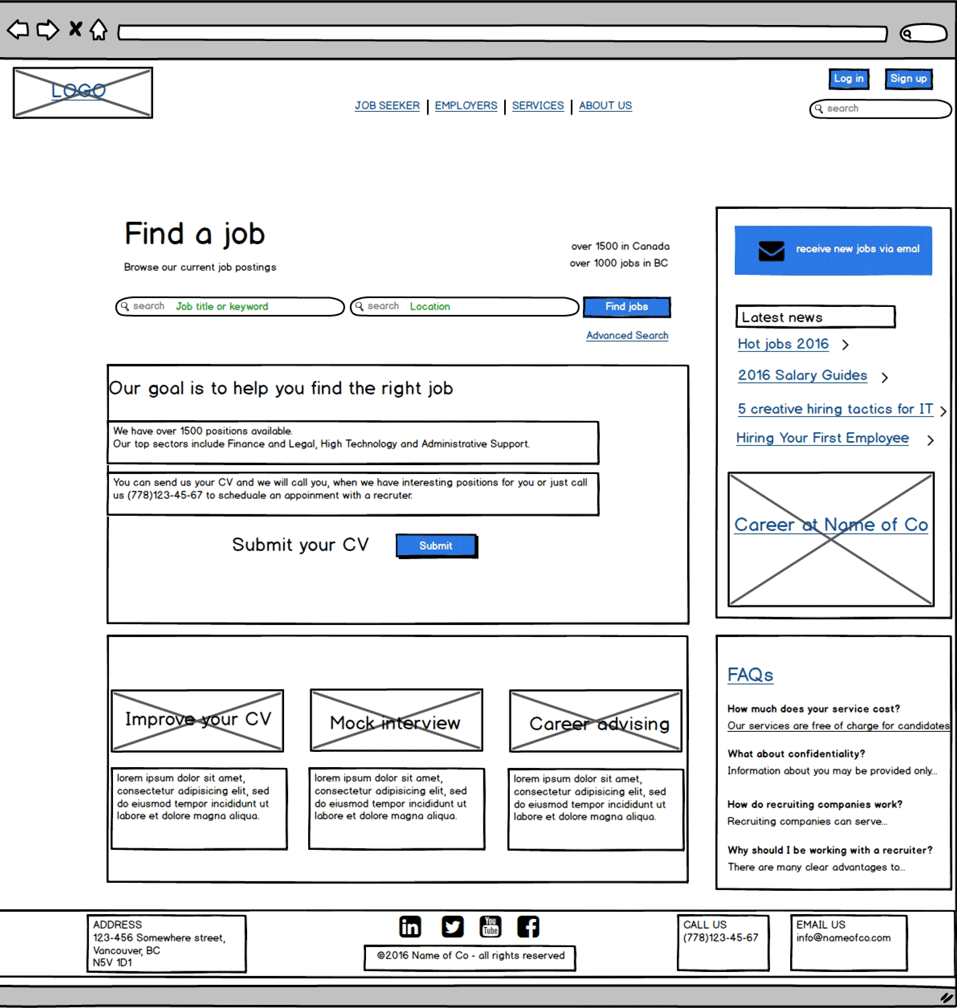 LOGO
Log in
Sign up
JOB SEEKER
EMPLOYERS
SERVICES
ABOUT US
search
Find a job
Browse our current job postings
over 1500 in Canada
over 1000 jobs in BC
search Job title or keyword
search Location
Find jobs
Advanced Search
Our goal is to help you find the right job
We have over 1500 positions available.
Our top sectors include Finance and Legal, High Technology and Administrative Support.
You can send us your CV and we will call you, when we have interesting positions for you or just call
us (778)123-45-67 to scheduale an appoinment with a recruter.
Submit your CV
Submit
receive new jobs via emal
Latest news
Hot jobs 2016
2016 Salary Guides
5 creative hiring tactics for IT
Hiring Your First Employee
Career at Name of Co
Improve your CV
Mock interview
Career advising
lorem ipsum dolor sit amet,
consectetur adipisicing elit, sed
do eiusmod tempor incididunt ut
labore et dolore magna aliqua.
lorem ipsum dolor sit amet,
consectetur adipisicing elit, sed
do eiusmod tempor incididunt ut
labore et dolore magna aliqua.
lorem ipsum dolor sit amet,
consectetur adipisicing elit, sed
do eiusmod tempor incididunt ut
labore et dolore magna aliqua.
FAQs
How much does your service cost?
Our services are free of charge for candidates
What about confidentiality?
Information about you may be provided only...
How do recruiting companies work?
Recruiting companies can serve...
Why should I be working with a recruiter?
There are many clear advantages to...
ADDRESS
123-456 Somewhere street,
Vancouver, BC
N5V 1D1
in
You
Tube
f
©2016 Name of Co - all rights reserved
CALL US
(778)123-45-67
EMAIL US
info@nameofco.com